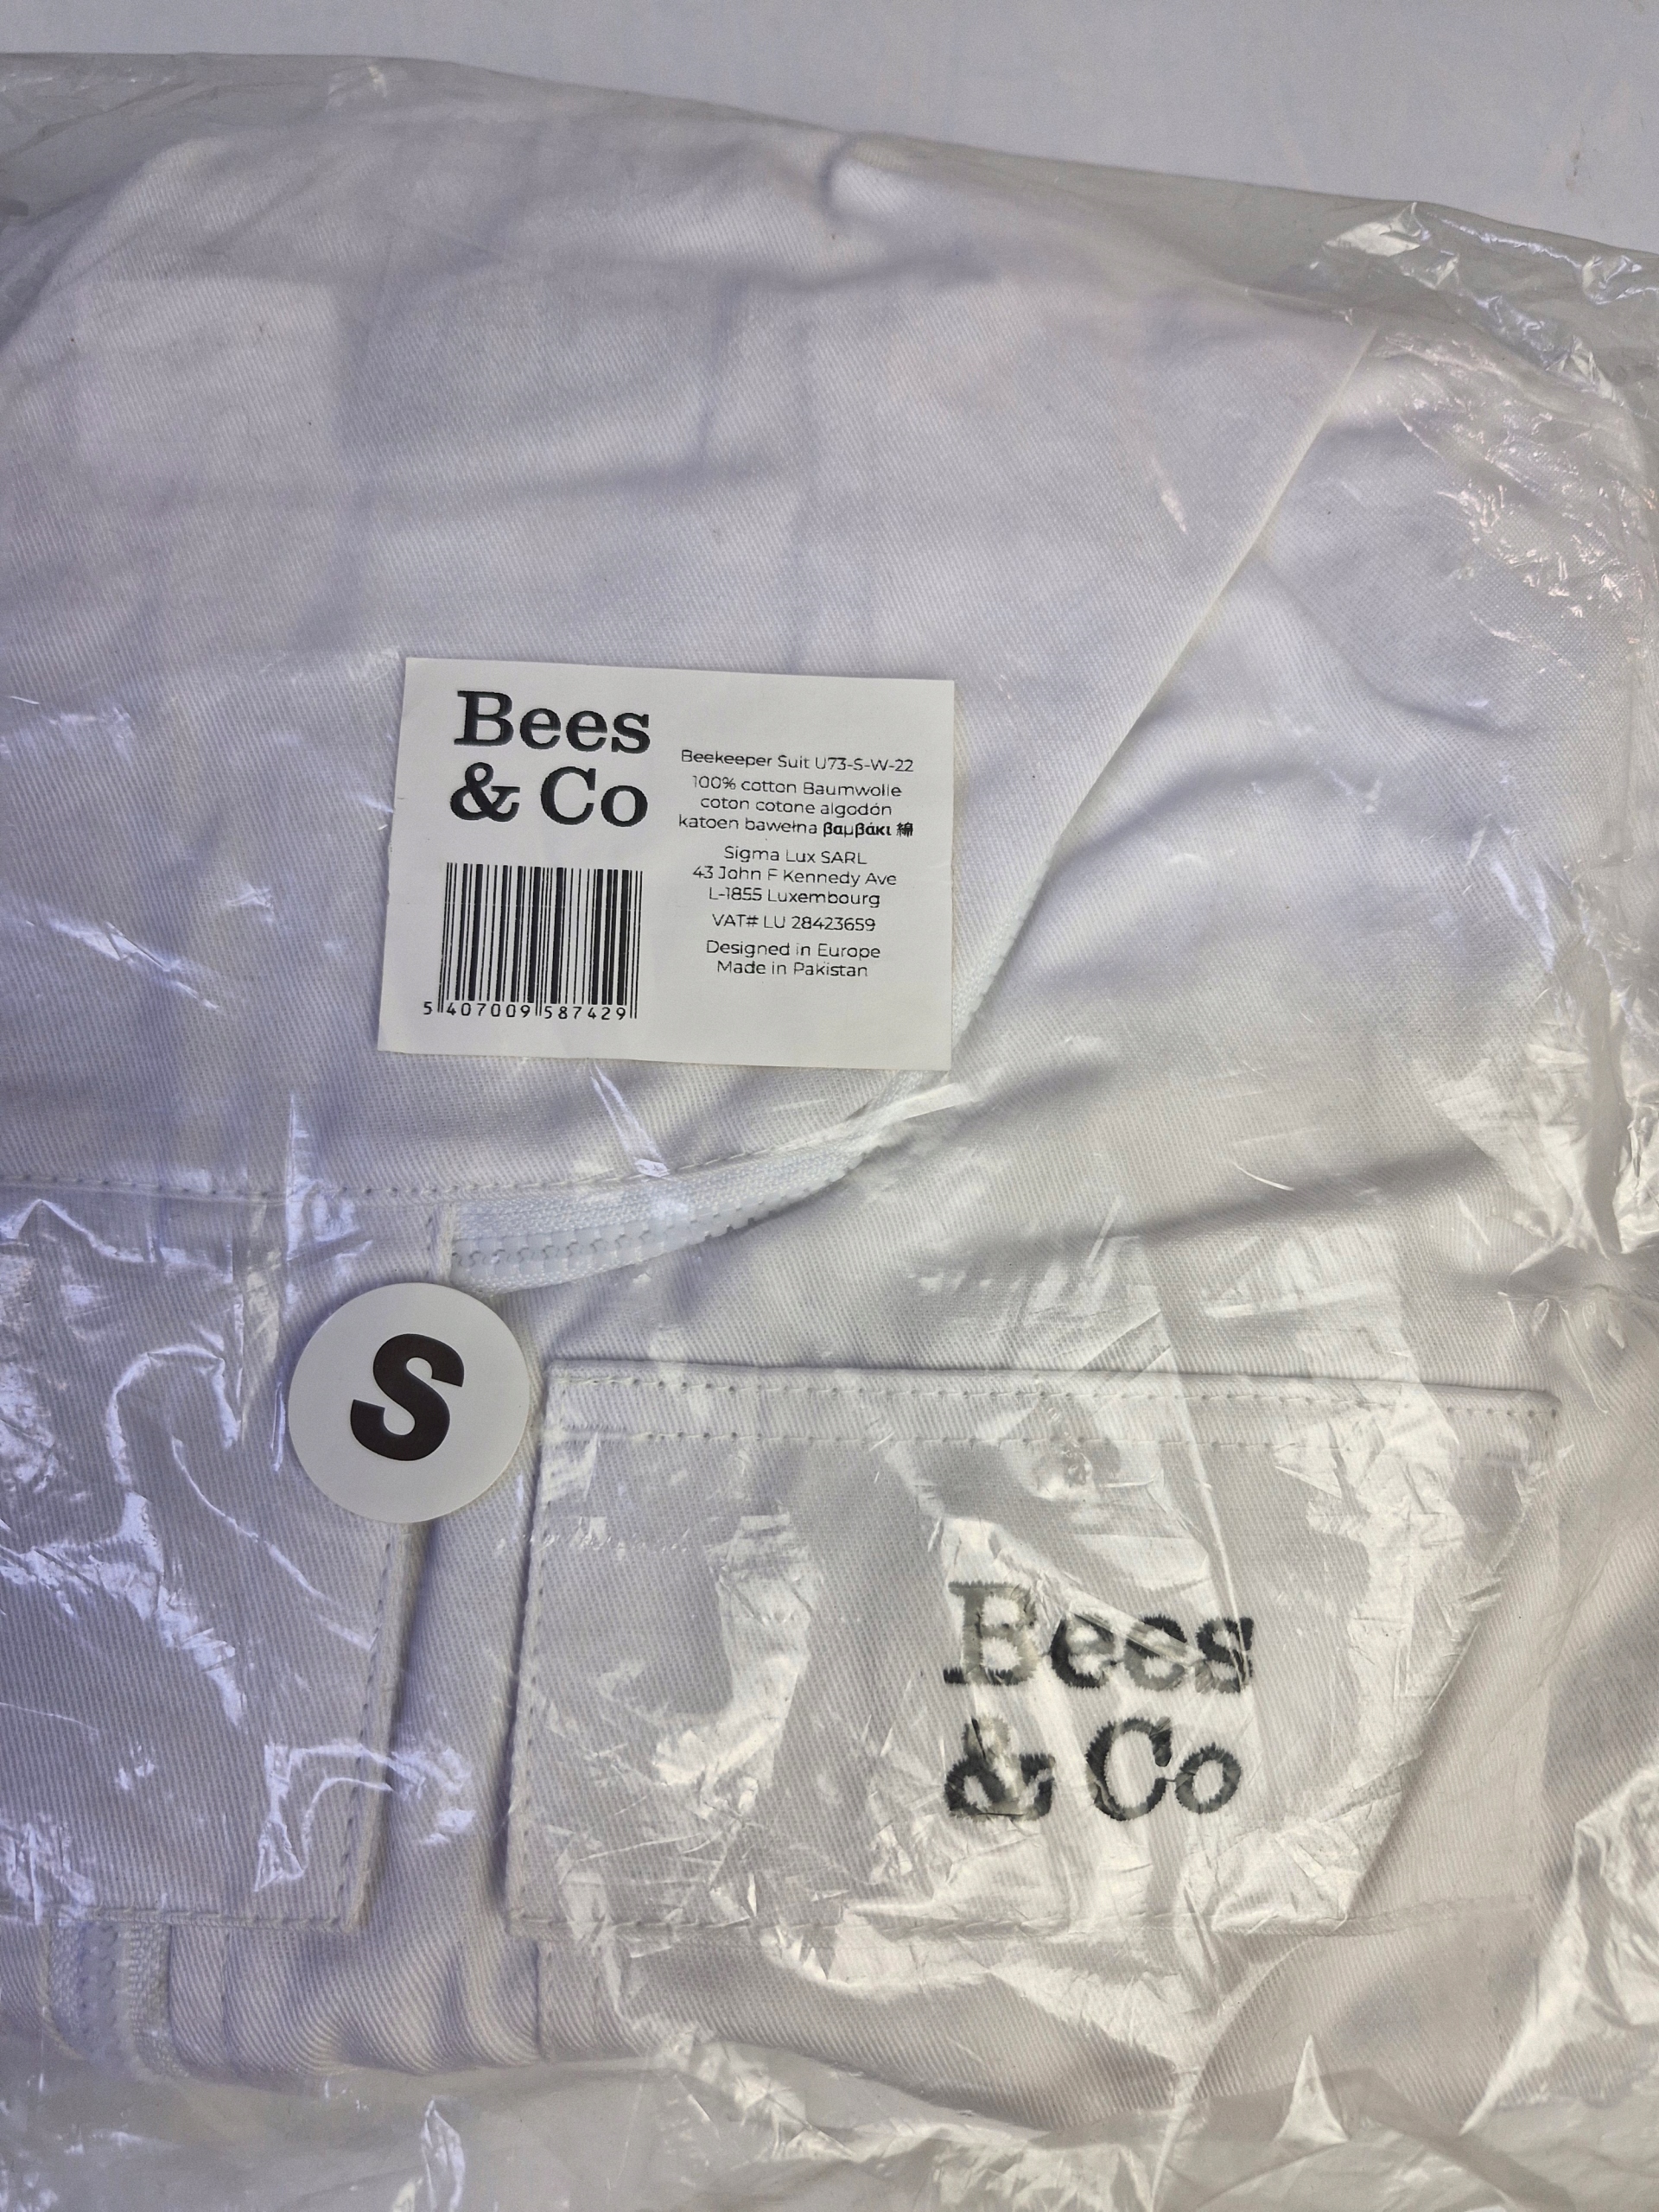 Bees
& Co
Beekeeper Suit U73-S-W-22
100% cotton Baumwolle
coton cotone algodón
katoen bawełna βαμβάκι 綿
Sigma Lux SARL
43 John F Kennedy Ave
L-1855 Luxembourg
VAT# LU 28423659
Designed in Europe
Made in Pakistan
5 407009 587429
S
Bees
& Co